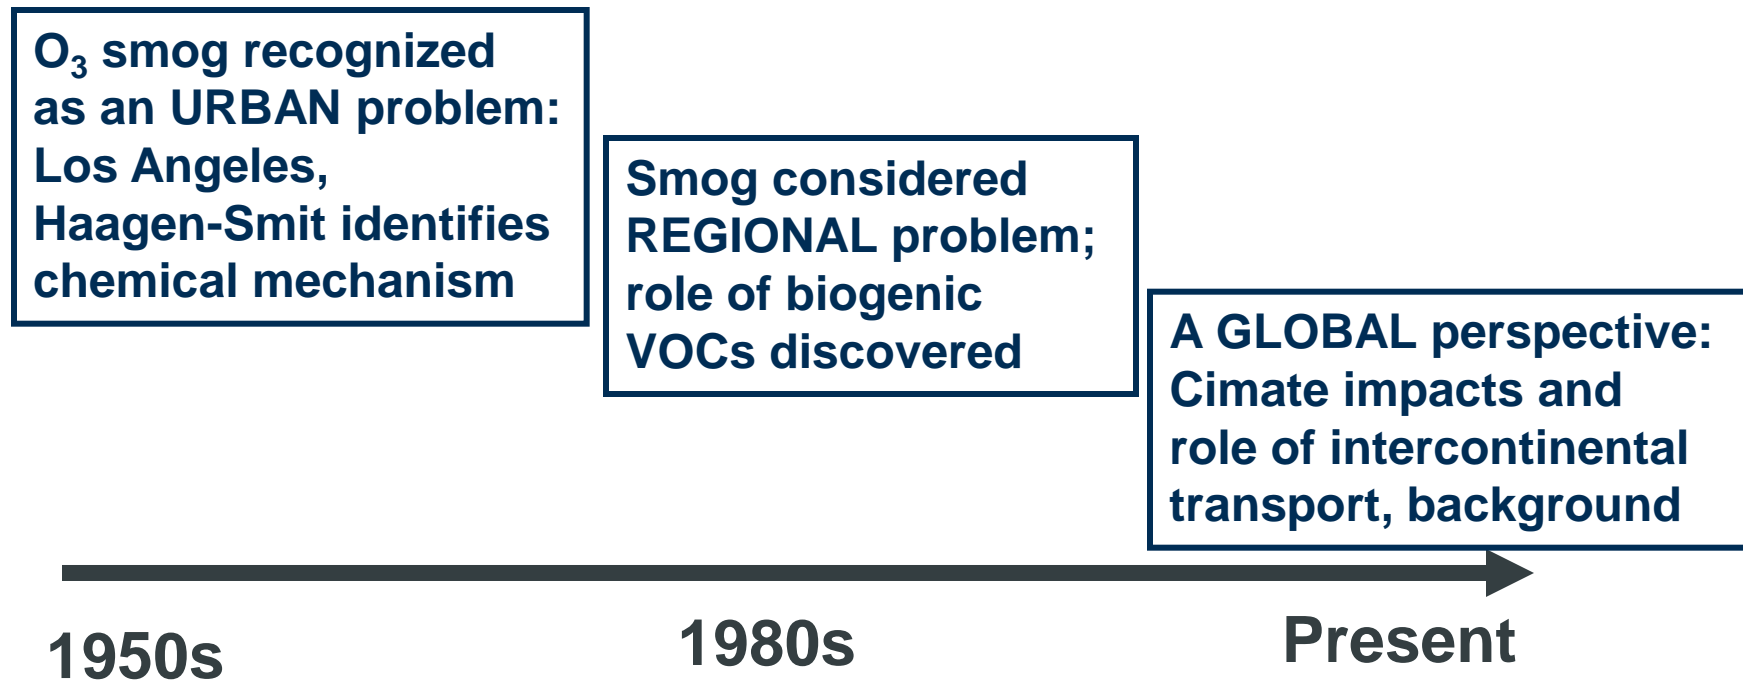 O₃ smog recognized
as an URBAN problem:
Los Angeles,
Haagen-Smit identifies
chemical mechanism
Smog considered
REGIONAL problem;
role of biogenic
VOCs discovered
A GLOBAL perspective:
Cimate impacts and
role of intercontinental
transport, background
1950s
1980s
Present